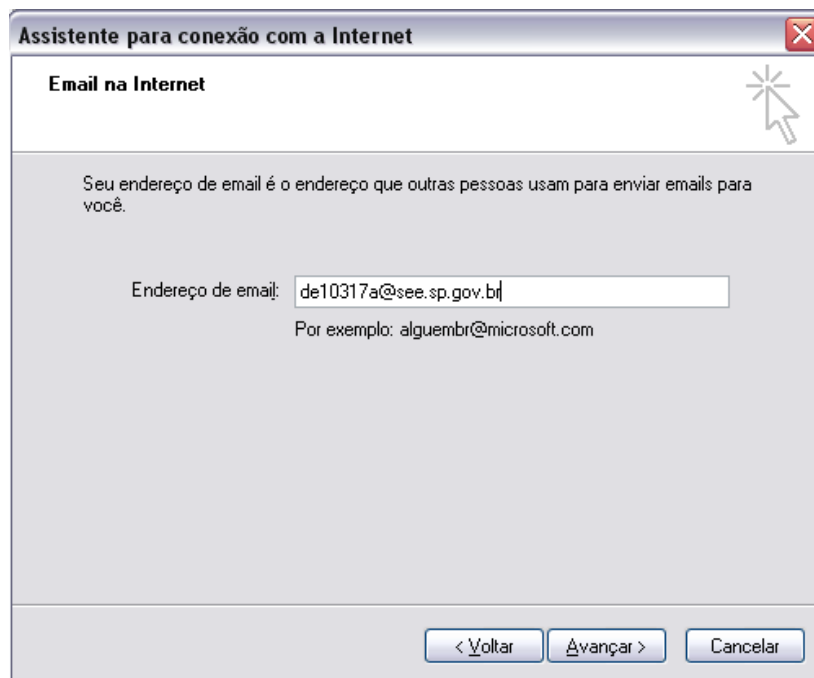 Assistente para conexão com a Internet
Email na Internet
Seu endereço de email é o endereço que outras pessoas usam para enviar emails para
você.
Endereço de email: de10317a@see.sp.gov.br
Por exemplo: alguembr@microsoft.com
< Voltar Avançar > Cancelar